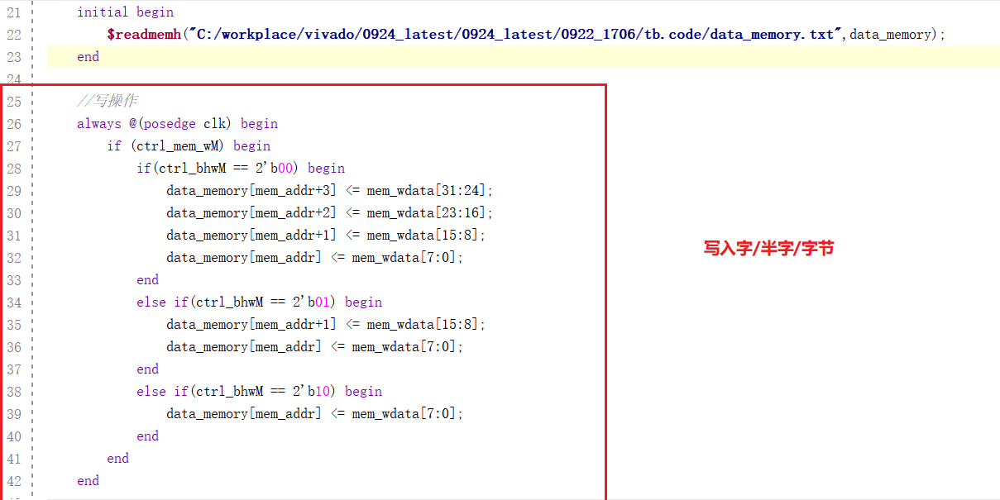 21 initial begin
22 $readmemh("C:/workplace/vivado/0924_latest/0924_latest/0922_1706/tb.code/data_memory.txt",data_memory);
23 end
24
25 //写操作
26 always @(posedge clk) begin
27 if (ctrl_mem_wM) begin
28 if(ctrl_bhwM == 2'b00) begin
29 data_memory[mem_addr+3] <= mem_wdata[31:24];
30 data_memory[mem_addr+2] <= mem_wdata[23:16];
31 data_memory[mem_addr+1] <= mem_wdata[15:8];
32 data_memory[mem_addr] <= mem_wdata[7:0];
33 end
34 else if(ctrl_bhwM == 2'b01) begin
35 data_memory[mem_addr+1] <= mem_wdata[15:8];
36 data_memory[mem_addr] <= mem_wdata[7:0];
37 end
38 else if(ctrl_bhwM == 2'b10) begin
39 data_memory[mem_addr] <= mem_wdata[7:0];
40 end
41 end
42 end
写入字/半字/字节